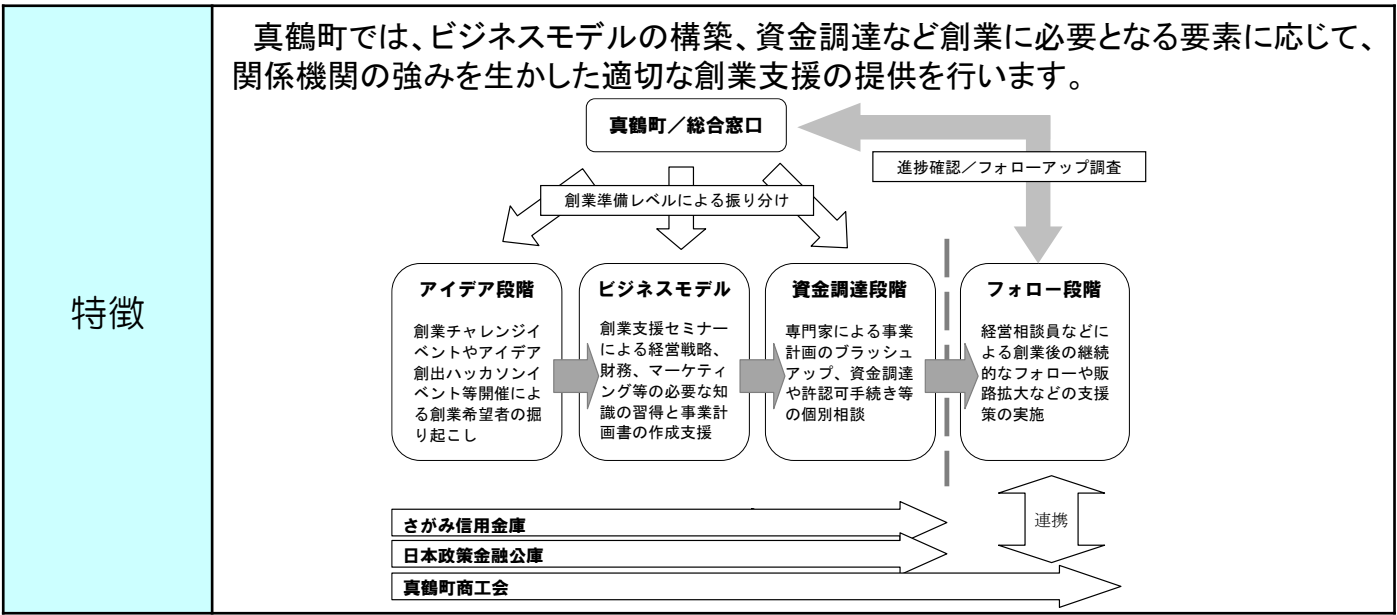 特徴
真鶴町では、ビジネスモデルの構築、資金調達など創業に必要となる要素に応じて、
関係機関の強みを生かした適切な創業支援の提供を行います。
真鶴町／総合窓口
進捗確認／フォローアップ調査
創業準備レベルによる振り分け
アイデア段階
創業チャレンジイ
ベントやアイデア
創出ハッカソンイ
ベント等開催によ
る創業希望者の掘
り起こし
ビジネスモデル
創業支援セミナー
による経営戦略、
財務、マーケティ
ング等の必要な知
識の習得と事業計
画書の作成支援
資金調達段階
専門家による事業
計画のブラッシュ
アップ、資金調達
や許認可手続き等
の個別相談
フォロー段階
経営相談員などに
よる創業後の継続
的なフォローや販
路拡大などの支援
策の実施
連携
さがみ信用金庫
日本政策金融公庫
真鶴町商工会